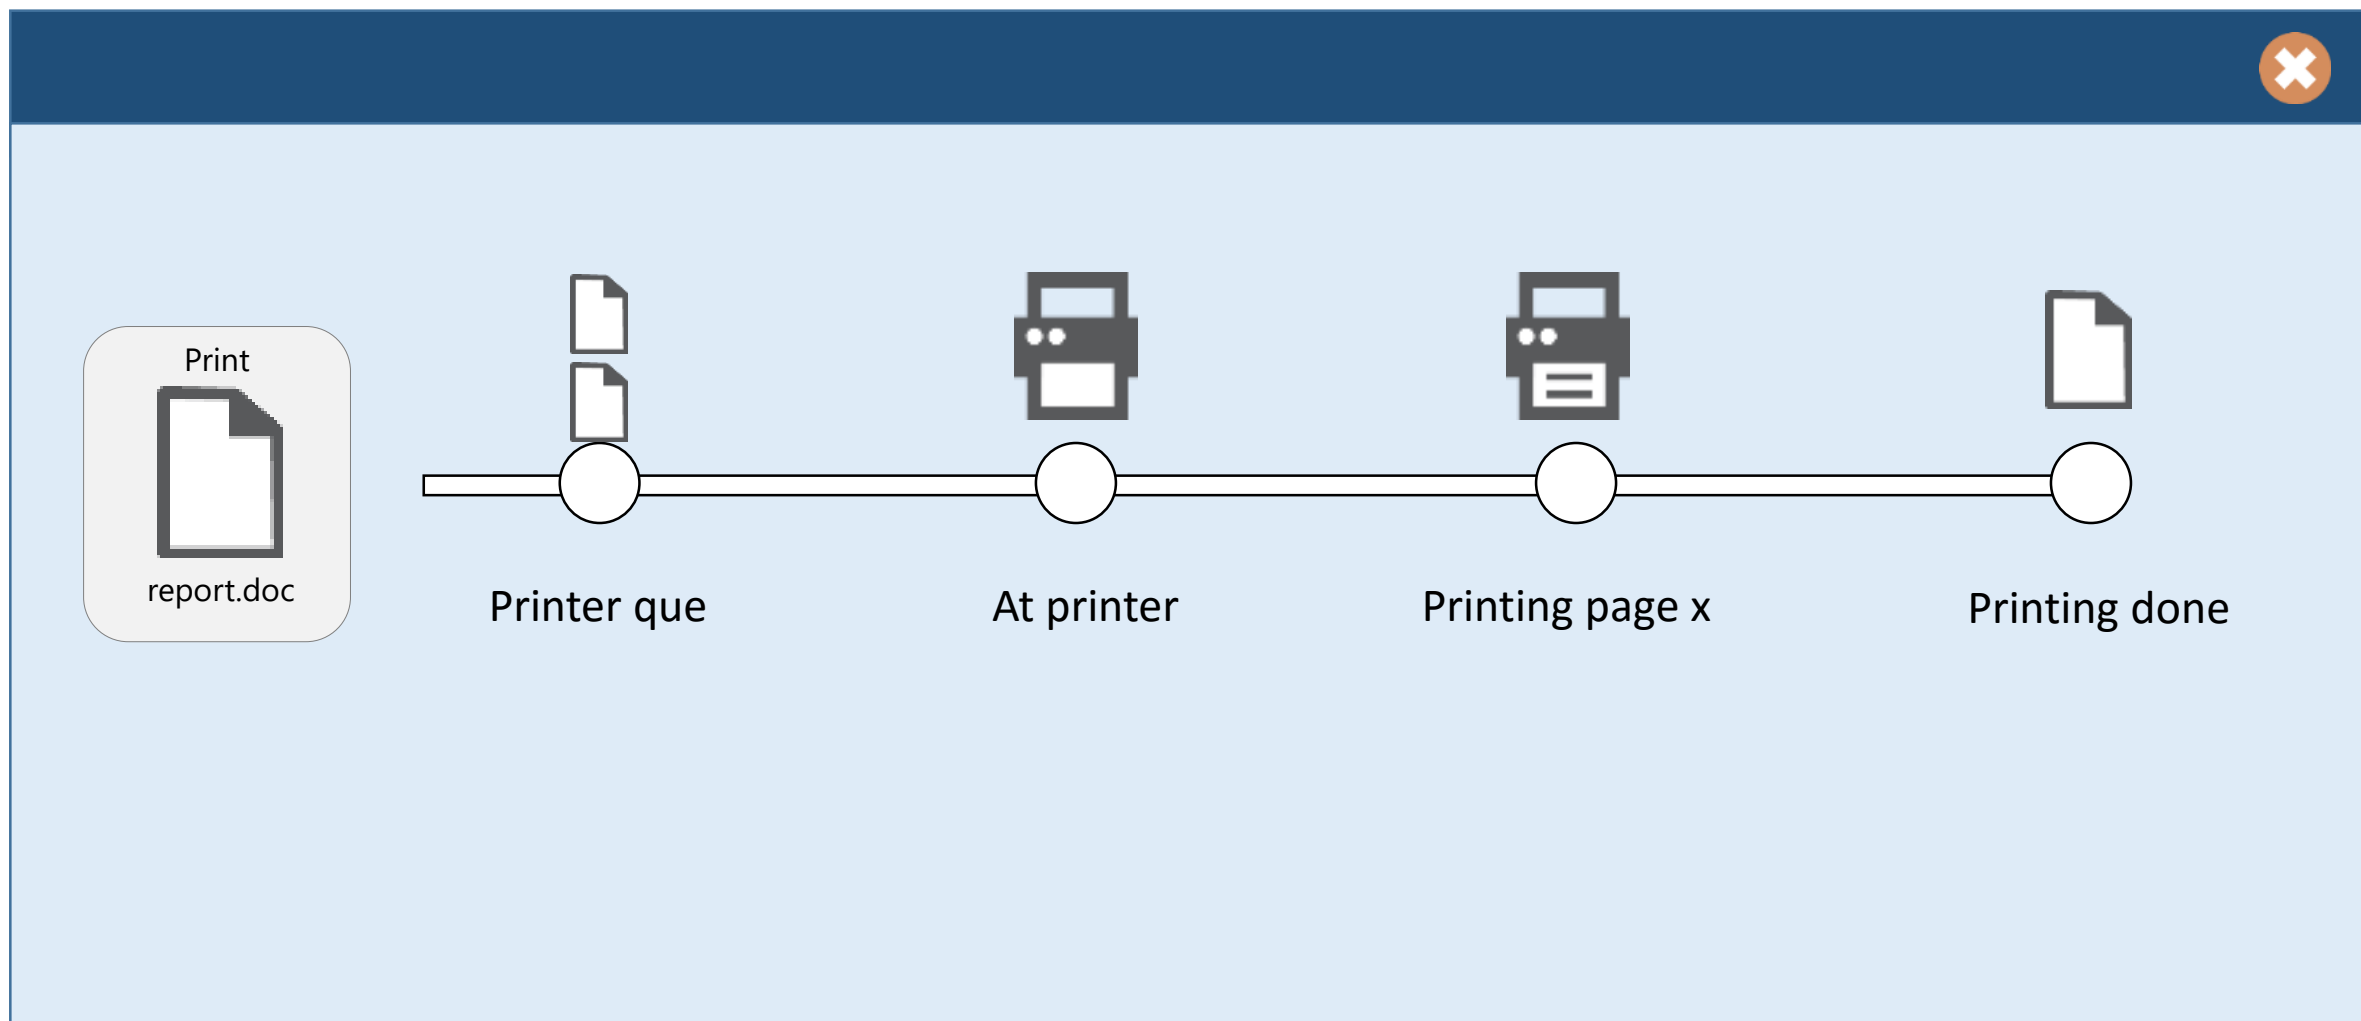 Print
report.doc
Printer que
At printer
Printing page x
Printing done